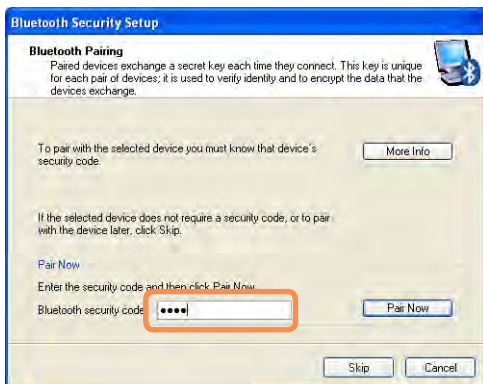 Bluetooth Security Setup
Bluetooth Pairing
Paired devices exchange a secret key each time they connect. This key is unique
for each pair of devices; it is used to verify identity and to encrypt the data that the
devices exchange.
To pair with the selected device you must know that device's
security code.
More Info
If the selected device does not require a security code, or to pair
with the device later, click Skip.
Pair Now
Enter the security code and then click Pair Now.
Bluetooth security code: ••••
Pair Now
Skip
Cancel